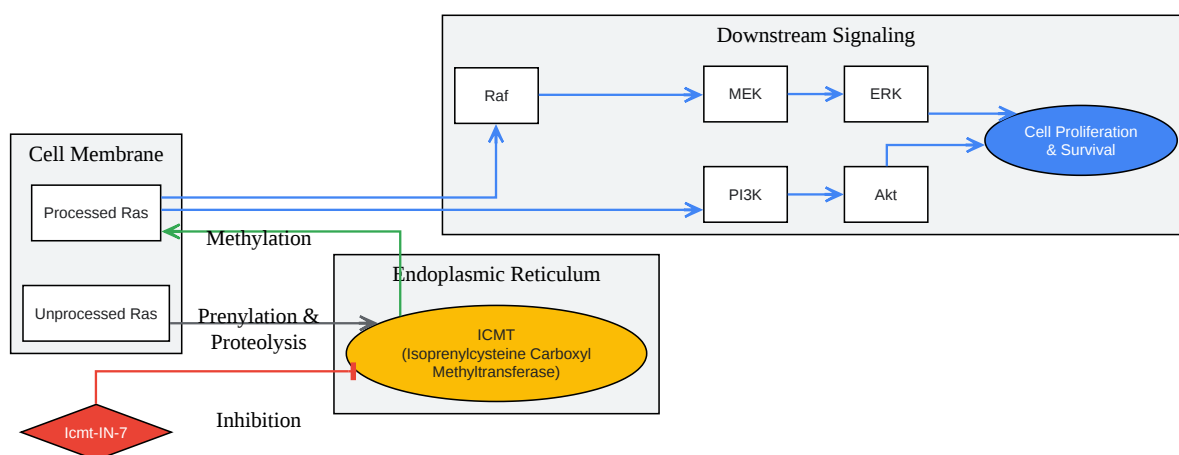 Downstream Signaling
Raf
MEK
ERK
Cell Proliferation
& Survival
PI3K
Akt
Cell Membrane
Processed Ras
Unprocessed Ras
Methylation
Prenylation &
Proteolysis
Endoplasmic Reticulum
ICMT
(Isoprenylcysteine Carboxyl
Methyltransferase)
Inhibition
Icmt-IN-7